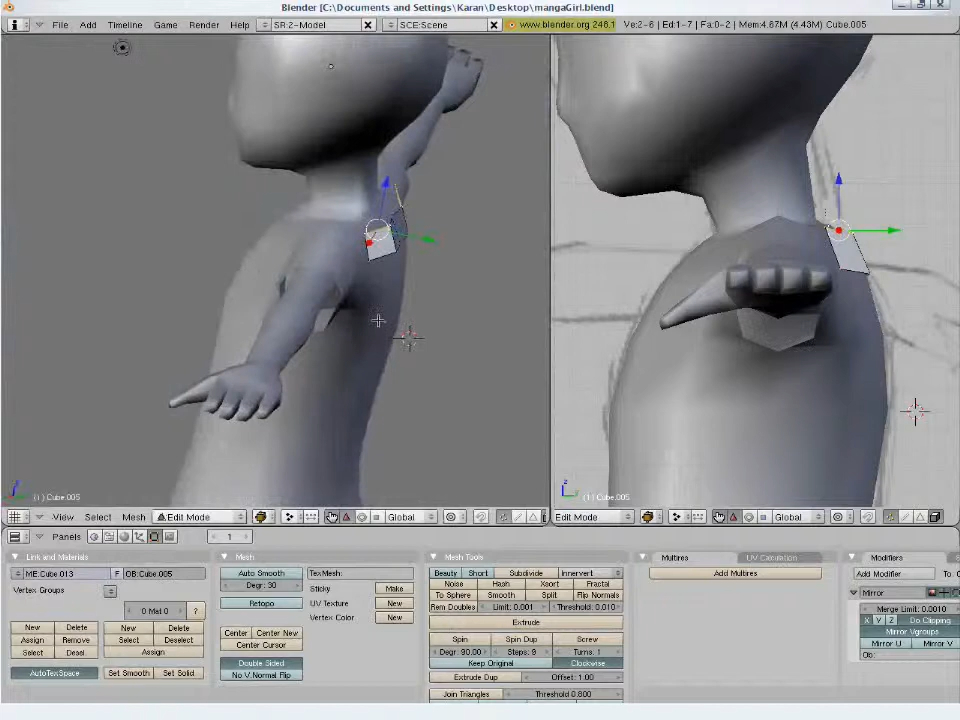 Blender [C:\Documents and Settings\Karan\Desktop\mangaGirl.blend]
File Add Timeline Game Render Help SR:2-Model SCE:Scene www.blender.org 248.1 Ve:2-6 | Ed:1-7 | Fa:0-2 | Mem:4.67M (4.43M) Cube.005
(1) Cube.005
(1) Cube.005
View Select Mesh Edit Mode Global
Edit Mode Global
Panels 1
Link and Materials
ME:Cube.013 F OB:Cube.005
Vertex Groups
0 Mat 0 ?
New Delete New Delete
Assign Remove Select Deselect
Select Desel. Assign
AutoTexSpace Set Smooth Set Solid
Mesh
Auto Smooth TexMesh:
Degr: 30 Sticky Make
Retopo UV Texture New
Vertex Color New
Center Center New
Center Cursor
Double Sided
No V.Normal Flip
Mesh Tools
Beauty Short Subdivide Innervert
Noise Hash Xsort Fractal
To Sphere Smooth Split Flip Normals
Rem Doubles Limit: 0.001 Threshold: 0.010
Extrude
Spin Spin Dup Screw
Degr: 90.00 Steps: 9 Turns: 1
Keep Original Clockwise
Extrude Dup Offset: 1.00
Join Triangles Threshold 0.800
Multires UV Calculation
Add Multires
Modifiers
Add Modifier To:
Mirror
Merge Limit: 0.0010
X Y Z Do Clipping
Mirror Vgroups
Mirror U Mirror V
Ob: